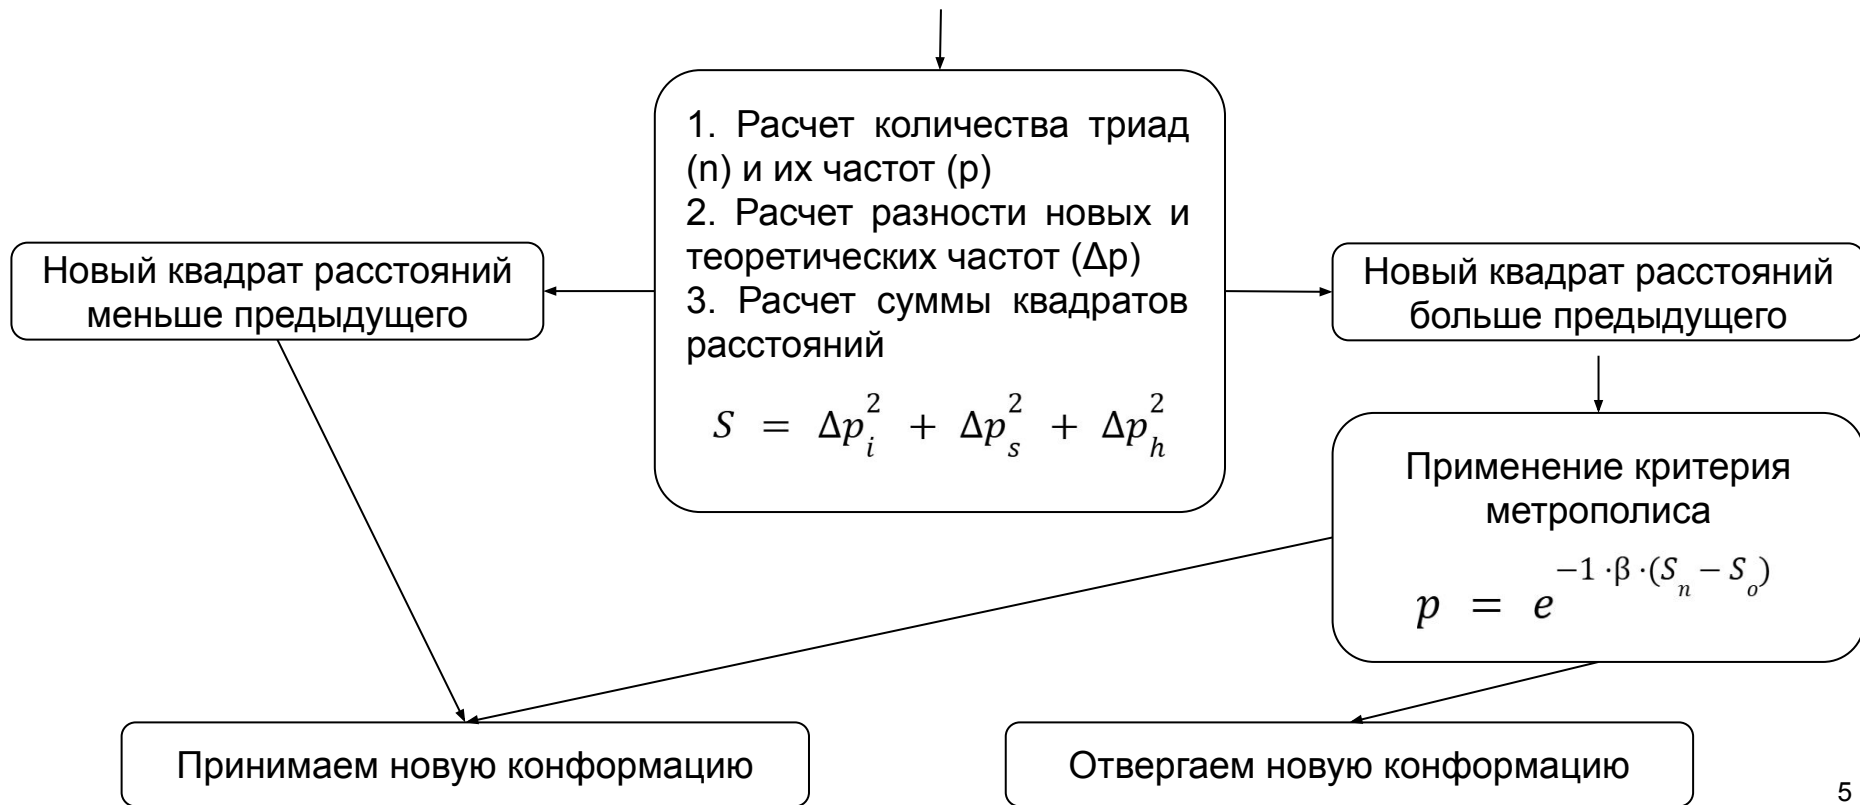 1. Расчет количества триад
(n) и их частот (p)
2. Расчет разности новых и
теоретических частот (Δp)
3. Расчет суммы квадратов
расстояний
S = Δp_i^2 + Δp_s^2 + Δp_h^2
Новый квадрат расстояний
меньше предыдущего
Новый квадрат расстояний
больше предыдущего
Применение критерия
метрополиса
p = e^{-1·β·(S_n − S_o)}
Принимаем новую конформацию
Отвергаем новую конформацию
5